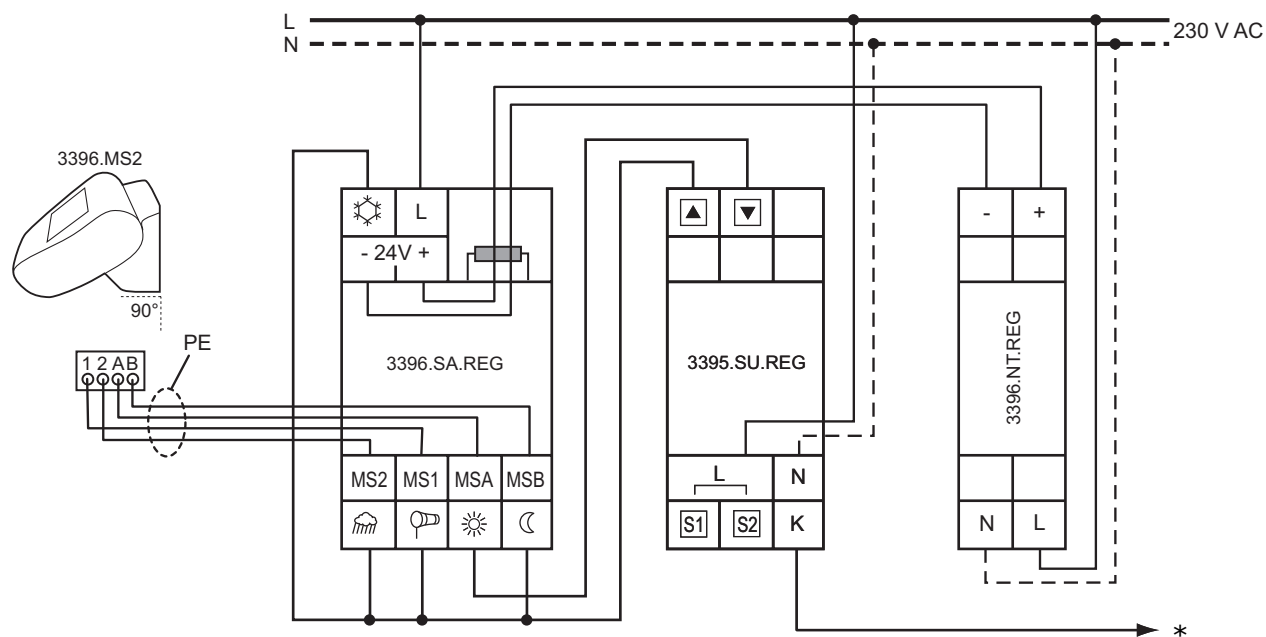 L
N
230 V AC
3396.MS2
90°
PE
1 2 A B
L
- 24V +
3396.SA.REG
MS2 MS1 MSA MSB
3395.SU.REG
L N
S1 S2 K
- +
3396.NT.REG
N L
*